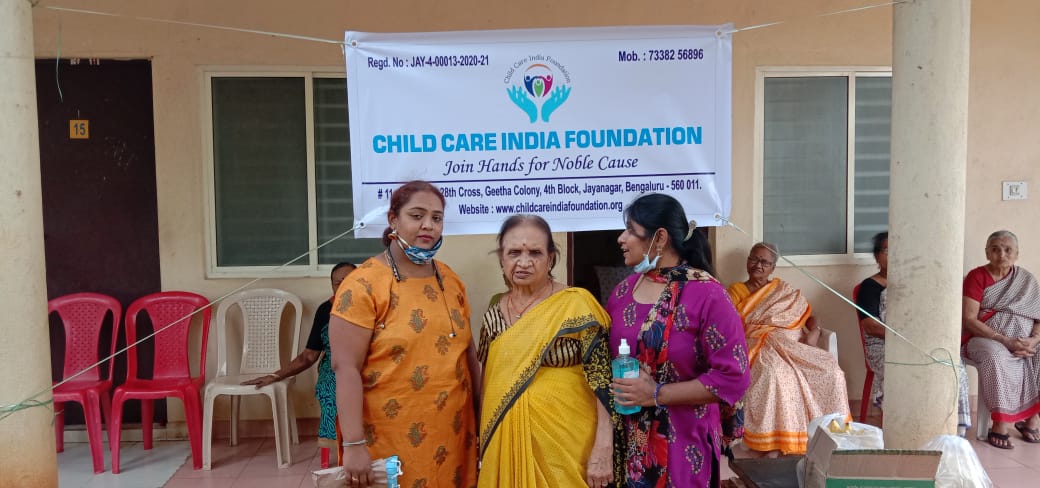 Regd. No : JAY-4-00013-2020-21
Mob. : 73382 56896
Child Care India Foundation
CHILD CARE INDIA FOUNDATION
Join Hands for Noble Cause
# 11 28th Cross, Geetha Colony, 4th Block, Jayanagar, Bengaluru - 560 011.
Website : www.childcareindiafoundation.org
15